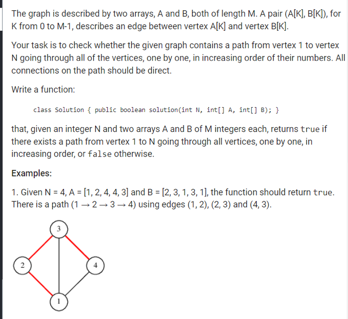 The graph is described by two arrays, A and B, both of length M. A pair (A[K], B[K]), for
K from 0 to M-1, describes an edge between vertex A[K] and vertex B[K].
Your task is to check whether the given graph contains a path from vertex 1 to vertex
N going through all of the vertices, one by one, in increasing order of their numbers. All
connections on the path should be direct.
Write a function:
class Solution { public boolean solution(int N, int[] A, int[] B); }
that, given an integer N and two arrays A and B of M integers each, returns true if
there exists a path from vertex 1 to N going through all vertices, one by one, in
increasing order, or false otherwise.
Examples:
1. Given N = 4, A = [1, 2, 4, 4, 3] and B = [2, 3, 1, 3, 1], the function should return true.
There is a path (1 → 2 → 3 → 4) using edges (1, 2), (2, 3) and (4, 3).
3
2
4
1